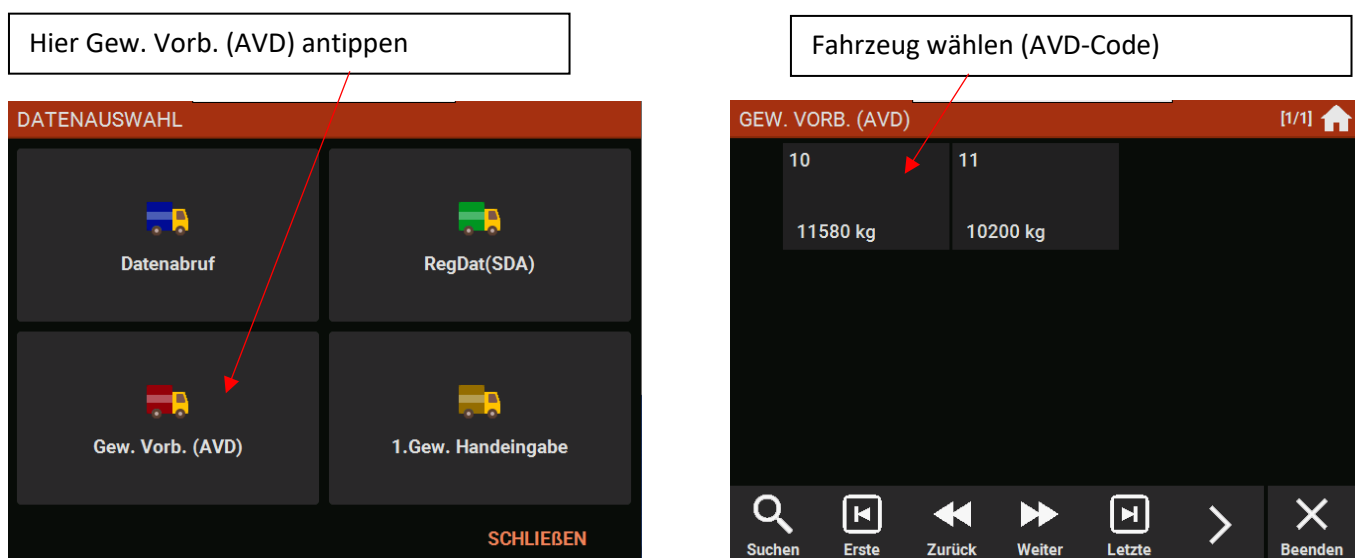 Hier Gew. Vorb. (AVD) antippen
DATENAUSWAHL
Datenabruf
RegDat(SDA)
Gew. Vorb. (AVD)
1.Gew. Handeingabe
SCHLIEßEN
Fahrzeug wählen (AVD-Code)
GEW. VORB. (AVD)
[1/1]
10
11
11580 kg
10200 kg
Suchen
Erste
Zurück
Weiter
Letzte
Beenden